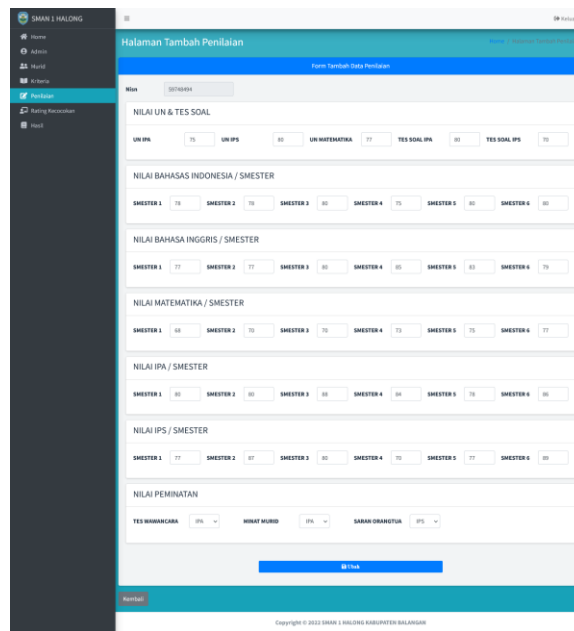 SMAN 1 HALONG
Home
Admin
Murid
Kriteria
Penilaian
Rating Kecocokan
Hasil
Halaman Tambah Penilaian
Form Tambah Data Penilaian
Nisn 59748494
NILAI UN & TES SOAL
UN IPA 75 UN IPS 80 UN MATEMATIKA 77 TES SOAL IPA 80 TES SOAL IPS 70
NILAI BAHASAS INDONESIA / SMESTER
SMESTER 1 78 SMESTER 2 78 SMESTER 3 SMESTER 4 75 SMESTER 5 SMESTER 6
NILAI BAHASA INGGRIS / SMESTER
SMESTER 1 77 SMESTER 2 77 SMESTER 3 SMESTER 4 85 SMESTER 5 83 SMESTER 6 79
NILAI MATEMATIKA / SMESTER
SMESTER 1 68 SMESTER 2 70 SMESTER 3 SMESTER 4 73 SMESTER 5 75 SMESTER 6 77
NILAI IPA / SMESTER
SMESTER 1 80 SMESTER 2 80 SMESTER 3 SMESTER 4 84 SMESTER 5 78 SMESTER 6 86
NILAI IPS / SMESTER
SMESTER 1 77 SMESTER 2 87 SMESTER 3 SMESTER 4 70 SMESTER 5 77 SMESTER 6 89
NILAI PEMINATAN
TES WAWANCARA IPA MINAT MURID IPA SARAN ORANGTUA IPS
Kembali
Copyright © 2022 SMAN 1 HALONG KABUPATEN BALANGAN